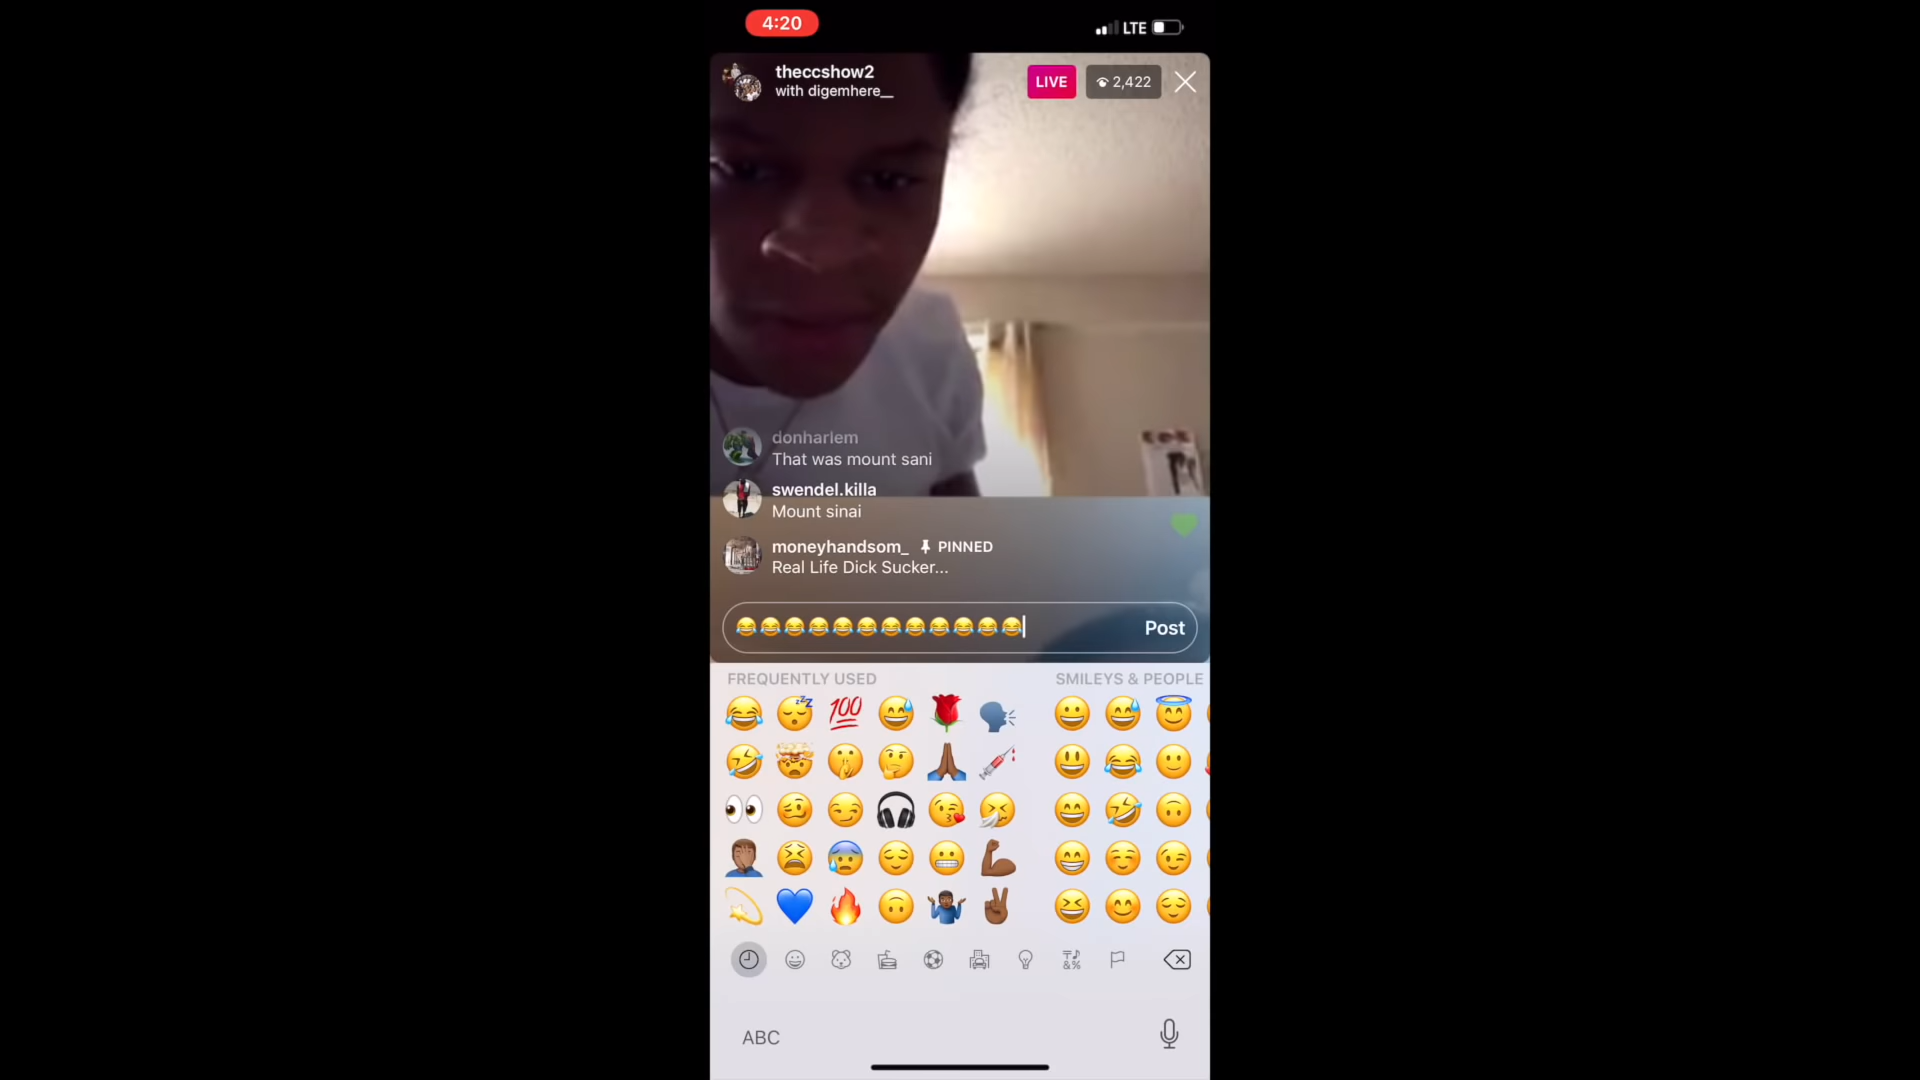 4:20
LTE
theccshow2
with digemhere__
LIVE
2,422
donharlem
That was mount sani
swendel.killa
Mount sinai
moneyhandsom_ PINNED
Real Life Dick Sucker...
😂😂😂😂😂😂😂😂😂😂😂😂
Post
FREQUENTLY USED
SMILEYS & PEOPLE
ABC